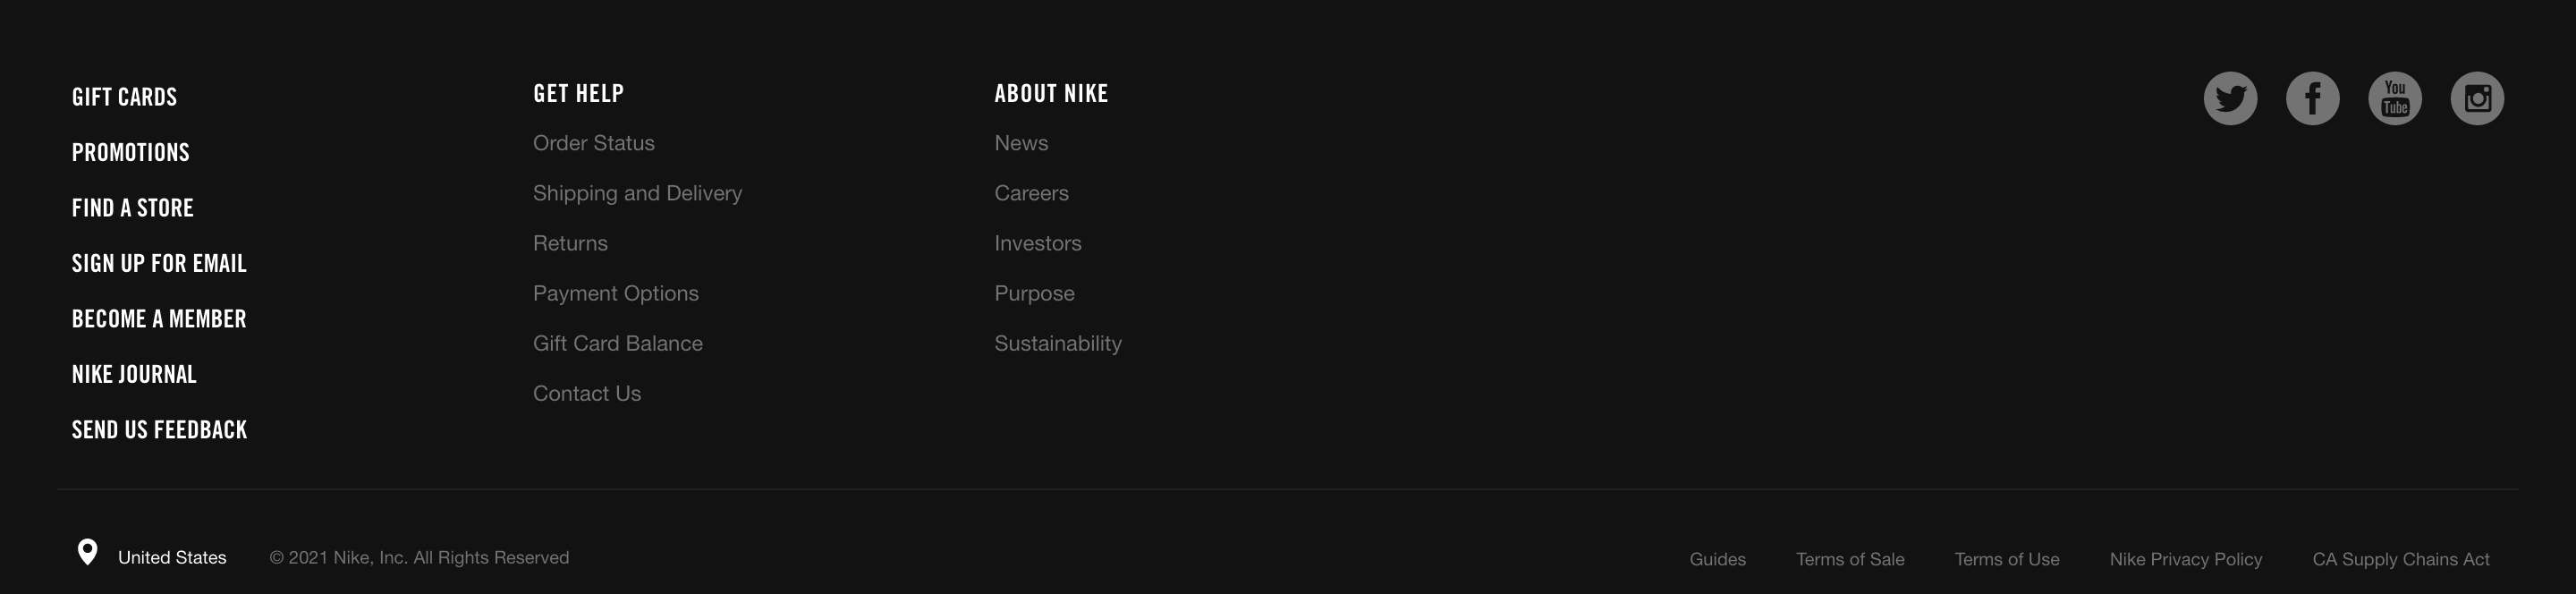 GIFT CARDS
PROMOTIONS
FIND A STORE
SIGN UP FOR EMAIL
BECOME A MEMBER
NIKE JOURNAL
SEND US FEEDBACK
GET HELP
Order Status
Shipping and Delivery
Returns
Payment Options
Gift Card Balance
Contact Us
ABOUT NIKE
News
Careers
Investors
Purpose
Sustainability
You
Tube
United States
© 2021 Nike, Inc. All Rights Reserved
Guides
Terms of Sale
Terms of Use
Nike Privacy Policy
CA Supply Chains Act